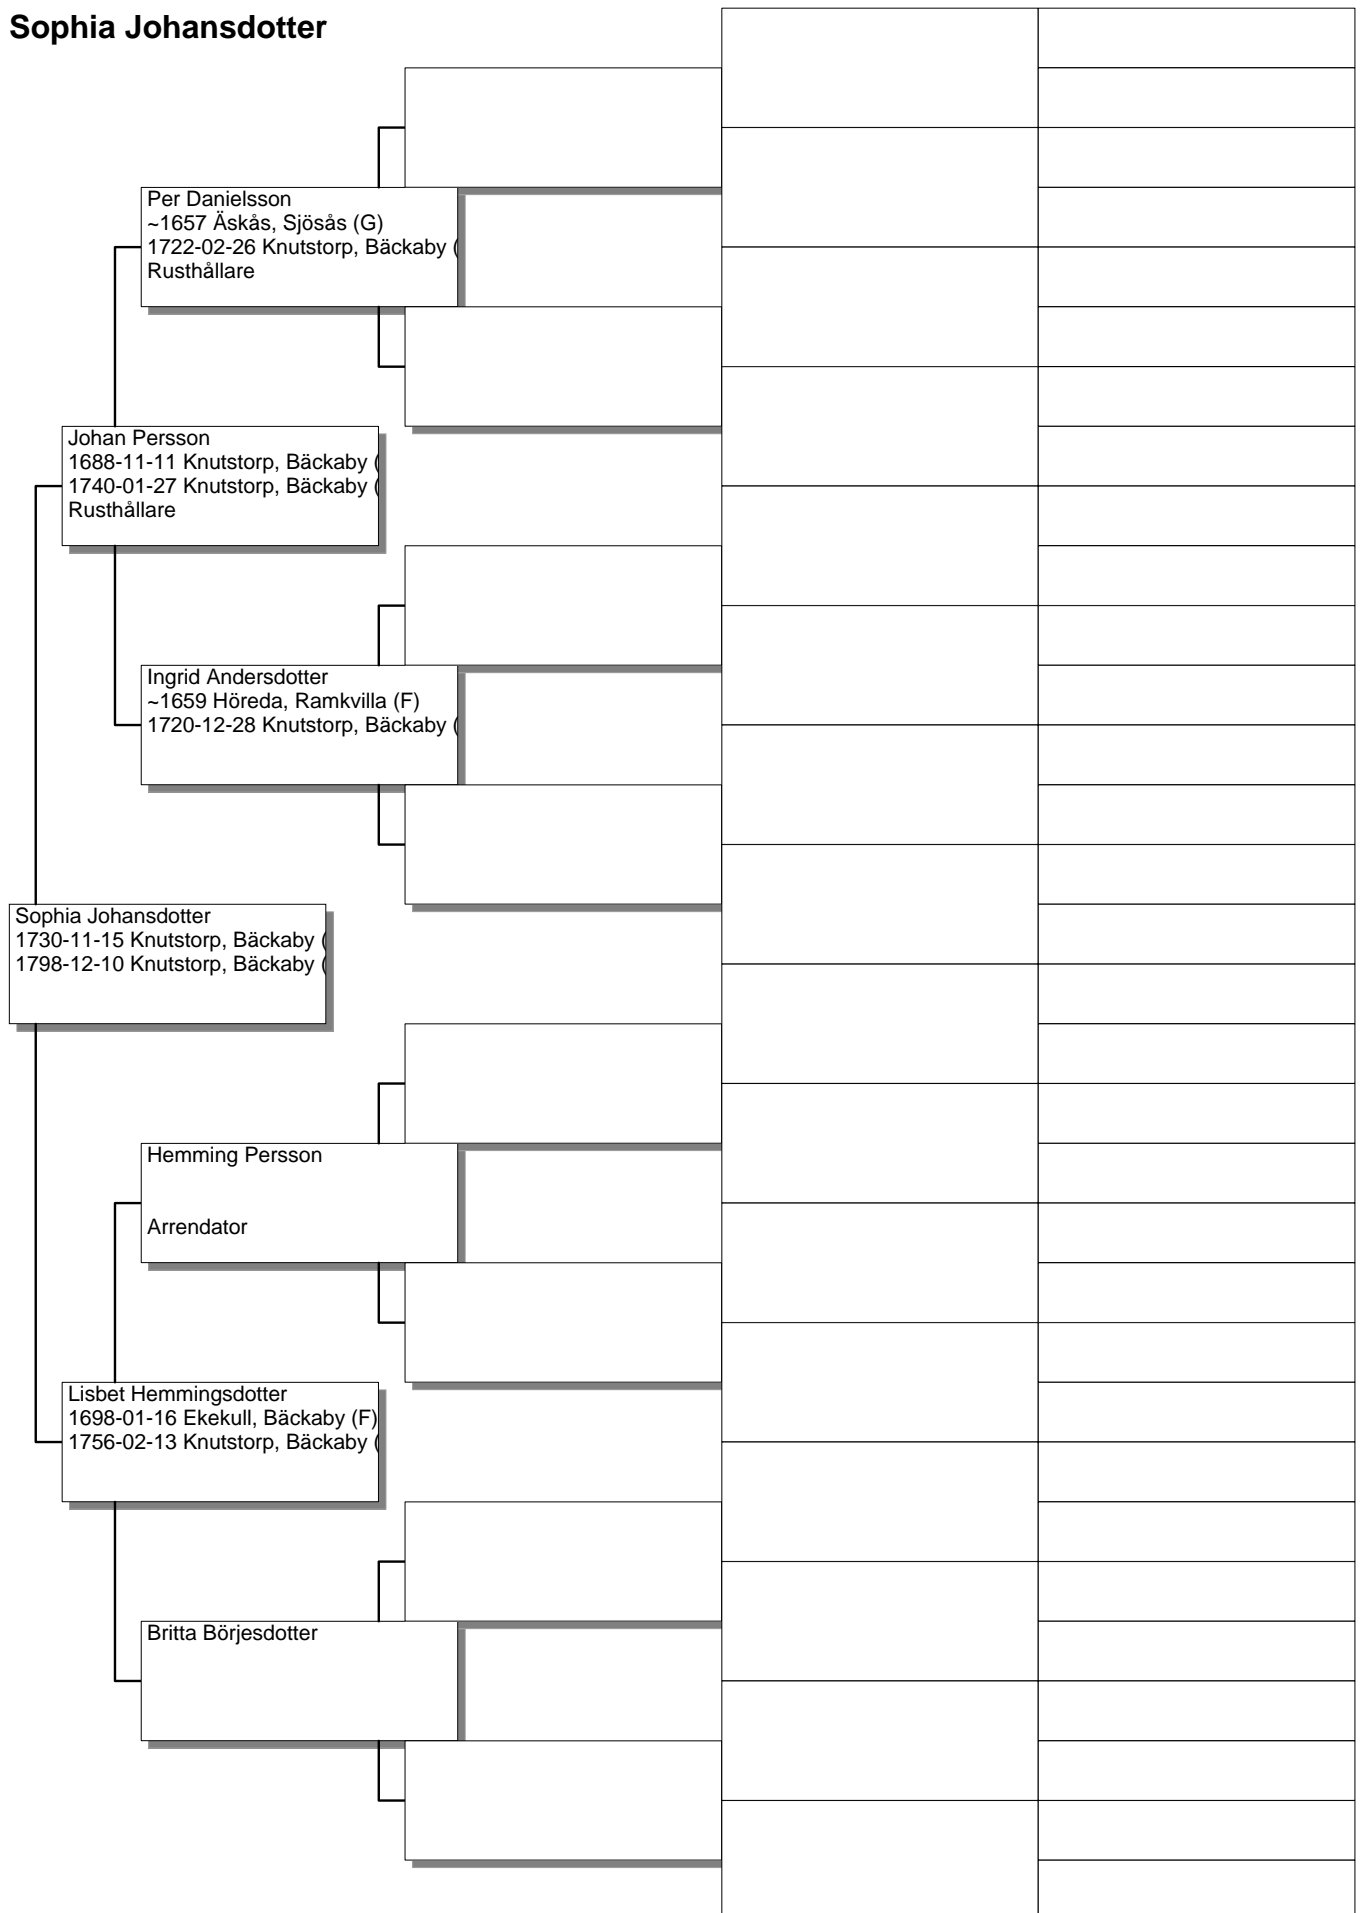 Sophia Johansdotter
Per Danielsson
~1657 Äskås, Sjösås (G)
1722-02-26 Knutstorp, Bäckaby (
Rusthållare
Johan Persson
1688-11-11 Knutstorp, Bäckaby (
1740-01-27 Knutstorp, Bäckaby (
Rusthållare
Ingrid Andersdotter
~1659 Höreda, Ramkvilla (F)
1720-12-28 Knutstorp, Bäckaby (
Sophia Johansdotter
1730-11-15 Knutstorp, Bäckaby (
1798-12-10 Knutstorp, Bäckaby (
Hemming Persson
Arrendator
Lisbet Hemmingsdotter
1698-01-16 Ekekull, Bäckaby (F)
1756-02-13 Knutstorp, Bäckaby (
Britta Börjesdotter